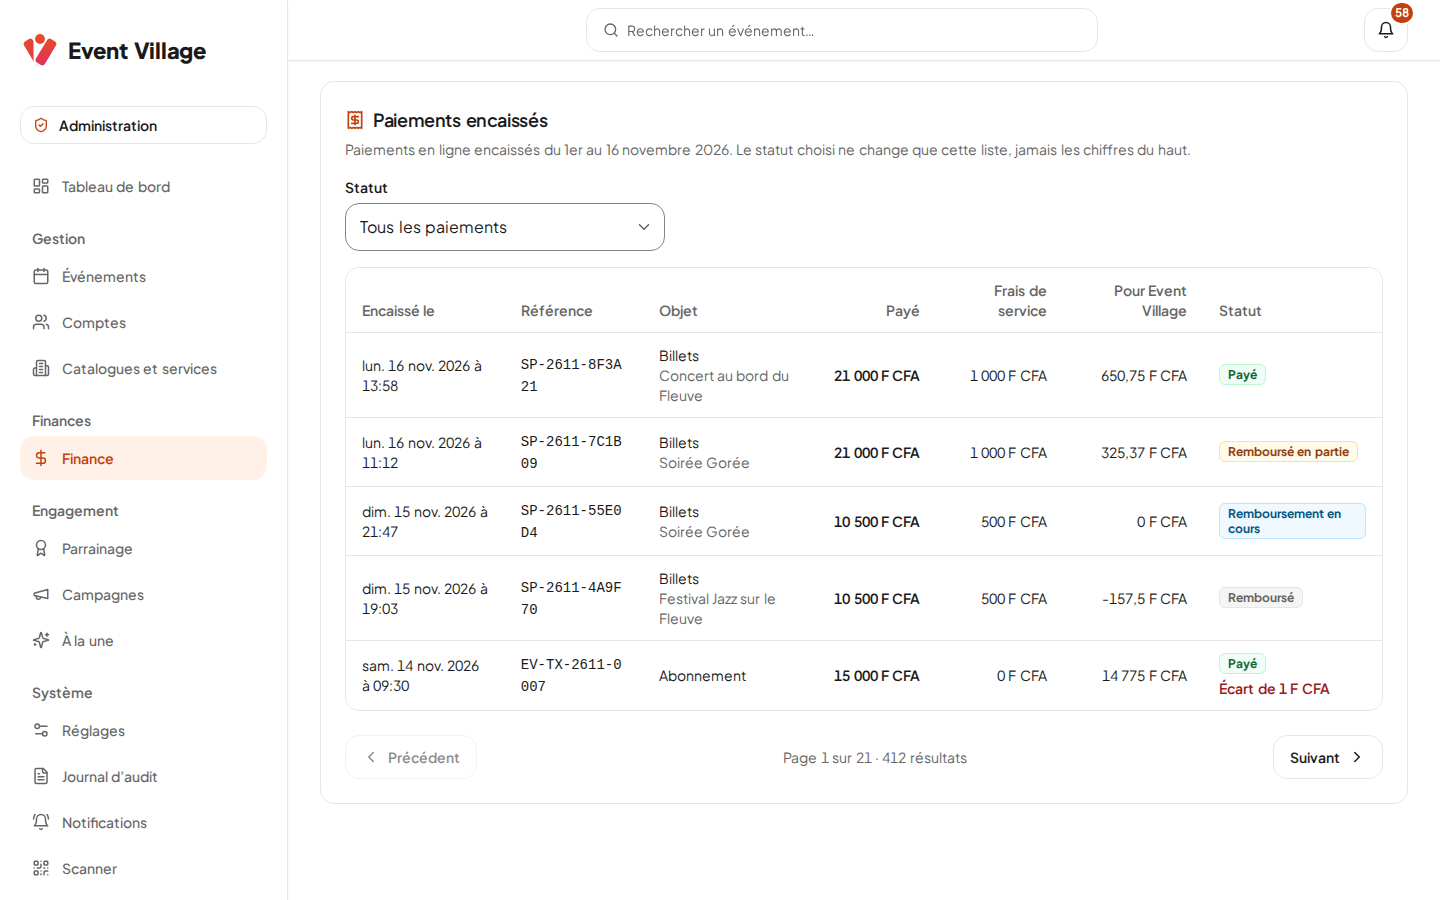 Event Village
Rechercher un événement...
58
Administration
Tableau de bord
Gestion
Événements
Comptes
Catalogues et services
Finances
Finance
Engagement
Parrainage
Campagnes
À la une
Système
Réglages
Journal d'audit
Notifications
Scanner
Paiements encaissés
Paiements en ligne encaissés du 1er au 16 novembre 2026. Le statut choisi ne change que cette liste, jamais les chiffres du haut.
Statut
Tous les paiements
Frais de Pour Event
Encaissé le Référence Objet Payé service Village Statut
lun. 16 nov. 2026 à
13:58
SP-2611-8F3A
21
Billets
Concert au bord du
Fleuve
21 000 F CFA
1 000 F CFA
650,75 F CFA
Payé
lun. 16 nov. 2026 à
11:12
SP-2611-7C1B
09
Billets
Soirée Gorée
21 000 F CFA
1 000 F CFA
325,37 F CFA
Remboursé en partie
dim. 15 nov. 2026 à
21:47
SP-2611-55E0
D4
Billets
Soirée Gorée
10 500 F CFA
500 F CFA
0 F CFA
Remboursement en
cours
dim. 15 nov. 2026 à
19:03
SP-2611-4A9F
70
Billets
Festival Jazz sur le
Fleuve
10 500 F CFA
500 F CFA
-157,5 F CFA
Remboursé
sam. 14 nov. 2026
à 09:30
EV-TX-2611-0
007
Abonnement
15 000 F CFA
0 F CFA
14 775 F CFA
Payé
Écart de 1 F CFA
Précédent
Page 1 sur 21 · 412 résultats
Suivant